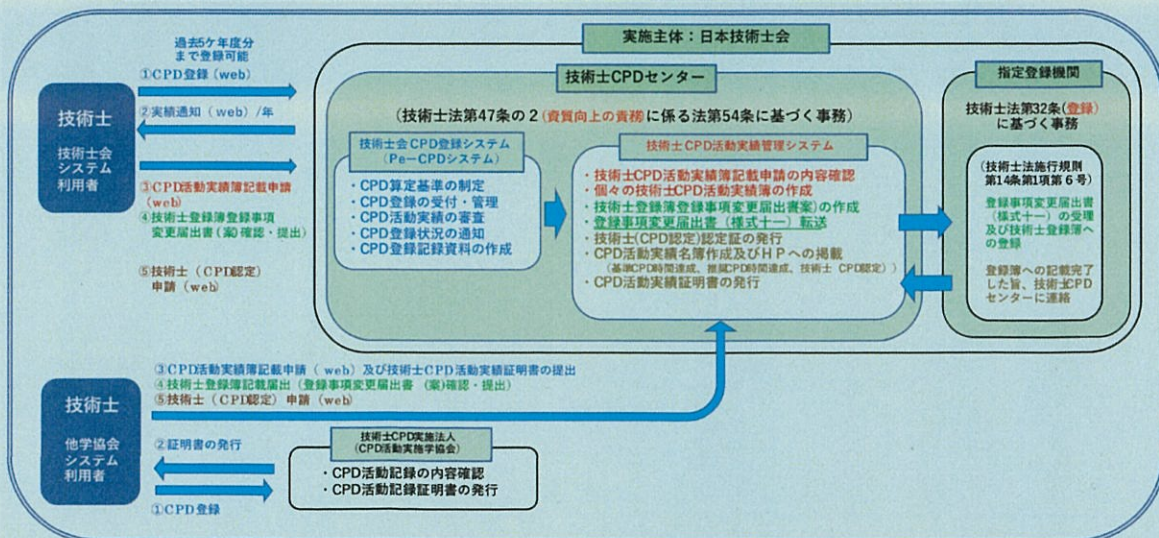 過去5ケ年度分
まで登録可能
①CPD登録(web)
②実績通知(web)/年
技術士
技術士会
システム
利用者
③CPD活動実績簿記載申請
(web)
④技術士登録簿登録事項
変更届出書(案)確認・提出)
⑤技術士(CPD認定)
申請(web)
実施主体:日本技術士会
技術士CPDセンター
(技術士法第47条の2(資質向上の責務)に係る法第54条に基づく事務)
技術士会CPD登録システム
(Pe-CPDシステム)
・CPD算定基準の制定
・CPD登録の受付・管理
・CPD活動実績の審査
・CPD登録状況の通知
・CPD登録記録資料の作成
技術士CPD活動実績管理システム
・技術士CPD活動実績簿記載申請の内容確認
・個々の技術士CPD活動実績簿の作成
・技術士登録簿登録事項変更届出書案)の作成
・登録事項変更届出書(様式十一)転送
・技術士(CPD認定)認定証の発行
・CPD活動実績名簿作成及びHPへの掲載
(基準CPD時間達成、推奨CPD時間達成、技術士 CPD認定))
・CPD活動実績証明書の発行
指定登録機関
技術士法第32条(登録)
に基づく事務
(技術士法施行規則
第14条第1項第6号)
登録事項変更届出書
(様式十一)の受理
及び技術士登録簿へ
の登録
登録簿への記載完了
した旨、技術士CPD
センターに連絡
③CPD活動実績簿記載申請( web)及び技術士CPD活動実績証明書の提出
④技術士登録簿記載届出(登録事項変更届出書 (案)確認・提出)
⑤技術士(CPD認定)申請(web)
技術士
他学協会
システム
利用者
②証明書の発行
①CPD登録
技術士CPD実施法人
(CPD活動実施学協会)
・CPD活動記録の内容確認
・CPD活動記録証明書の発行